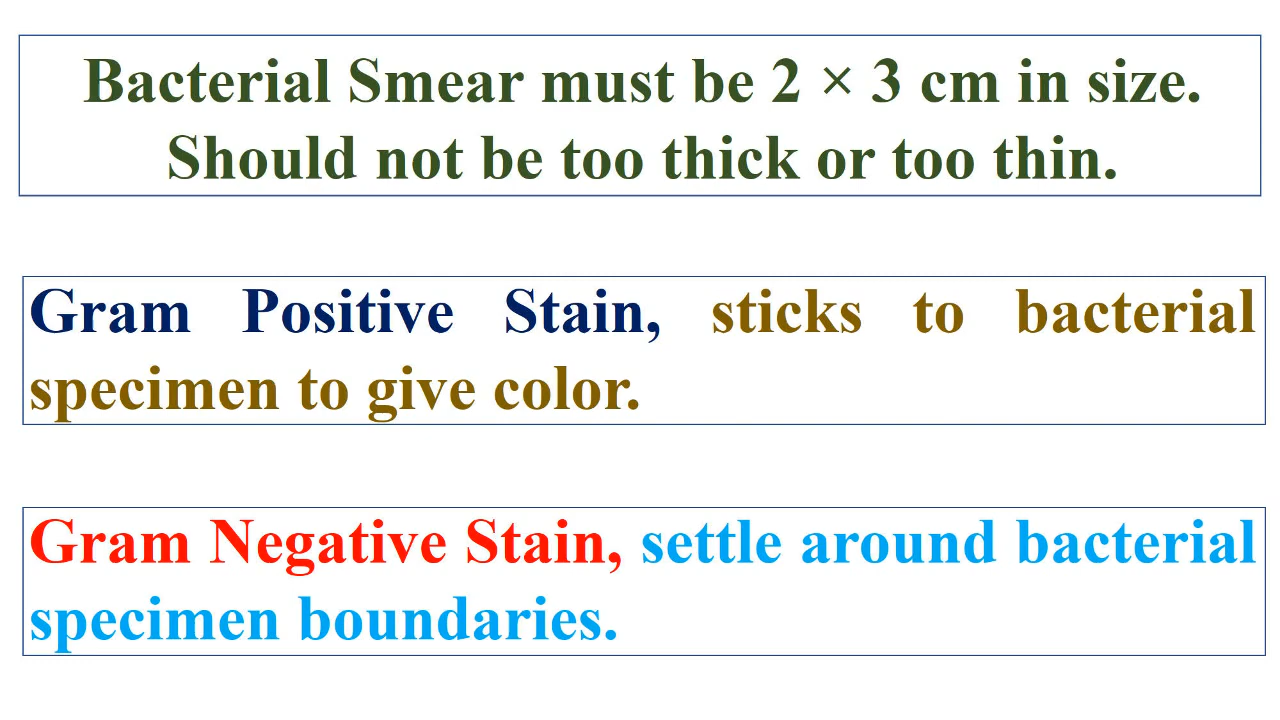 Bacterial Smear must be 2 × 3 cm in size.
Should not be too thick or too thin.
Gram Positive Stain, sticks to bacterial
specimen to give color.
Gram Negative Stain, settle around bacterial
specimen boundaries.